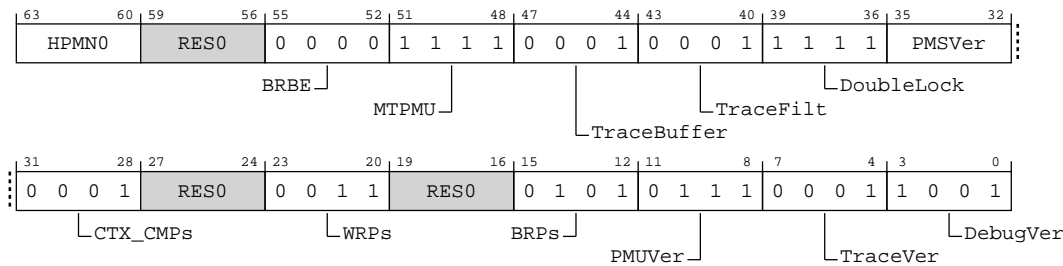 63 60 59 56 55 52 51 48 47 44 43 40 39 36 35 32
HPMN0 RES0 0 0 0 0 1 1 1 1 0 0 0 1 0 0 0 1 1 1 1 1 PMSVer
BRBE DoubleLock
MTPMU TraceFilt
TraceBuffer
31 28 27 24 23 20 19 16 15 12 11 8 7 4 3 0
0 0 0 1 RES0 0 0 1 1 RES0 0 1 0 1 0 1 1 1 0 0 0 1 1 0 0 1
CTX_CMPs WRPs BRPs DebugVer
PMUVer TraceVer